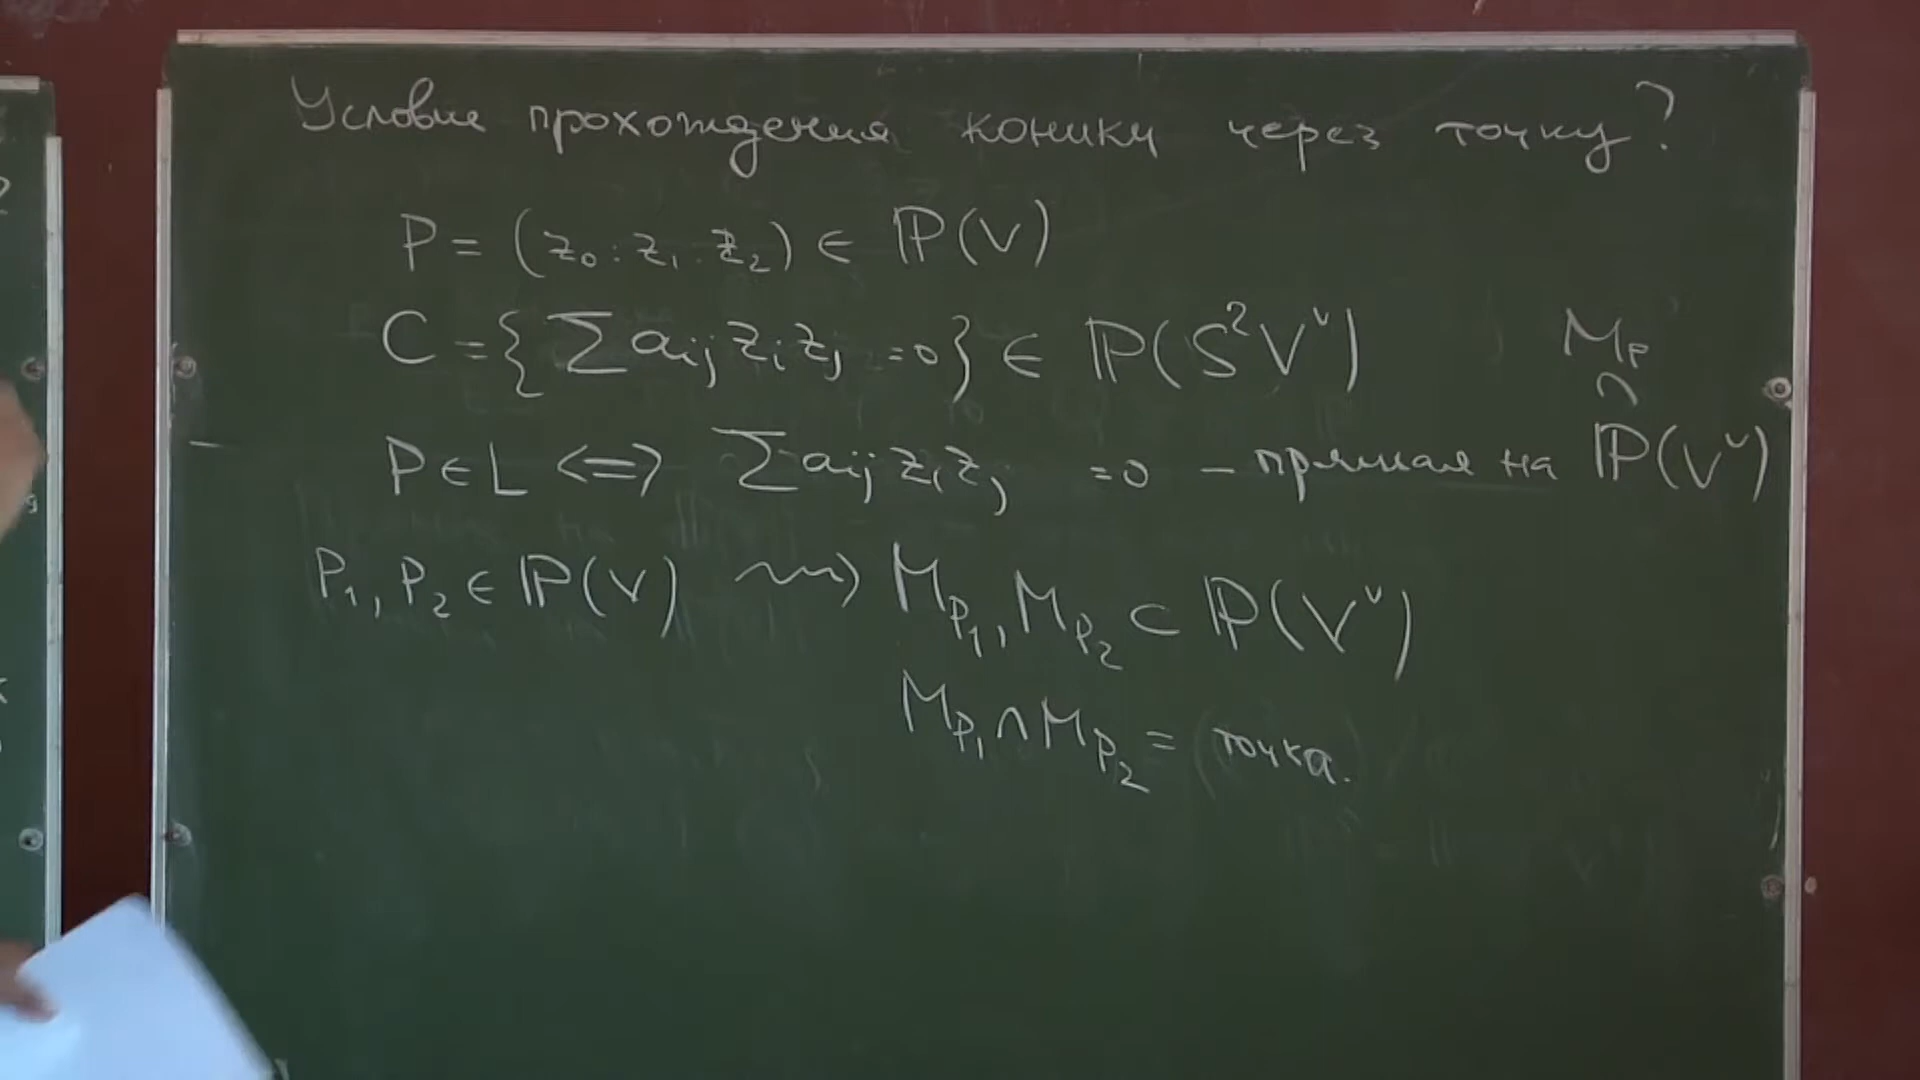 Условие прохождения коники через точку?
P = (z₀ : z₁ : z₂) ∈ ℙ(V)
C = { ∑ aᵢⱼ zᵢ zⱼ = 0 } ∈ ℙ(S²V^∨)
M_P
∩
P ∈ L <=> ∑ aᵢⱼ zᵢ zⱼ = 0 – прямая на ℙ(V^∨)
P₁, P₂ ∈ ℙ(V) ⇝ M_P₁, M_P₂ ⊂ ℙ(V^∨)
M_P₁ ∩ M_P₂ = точка.